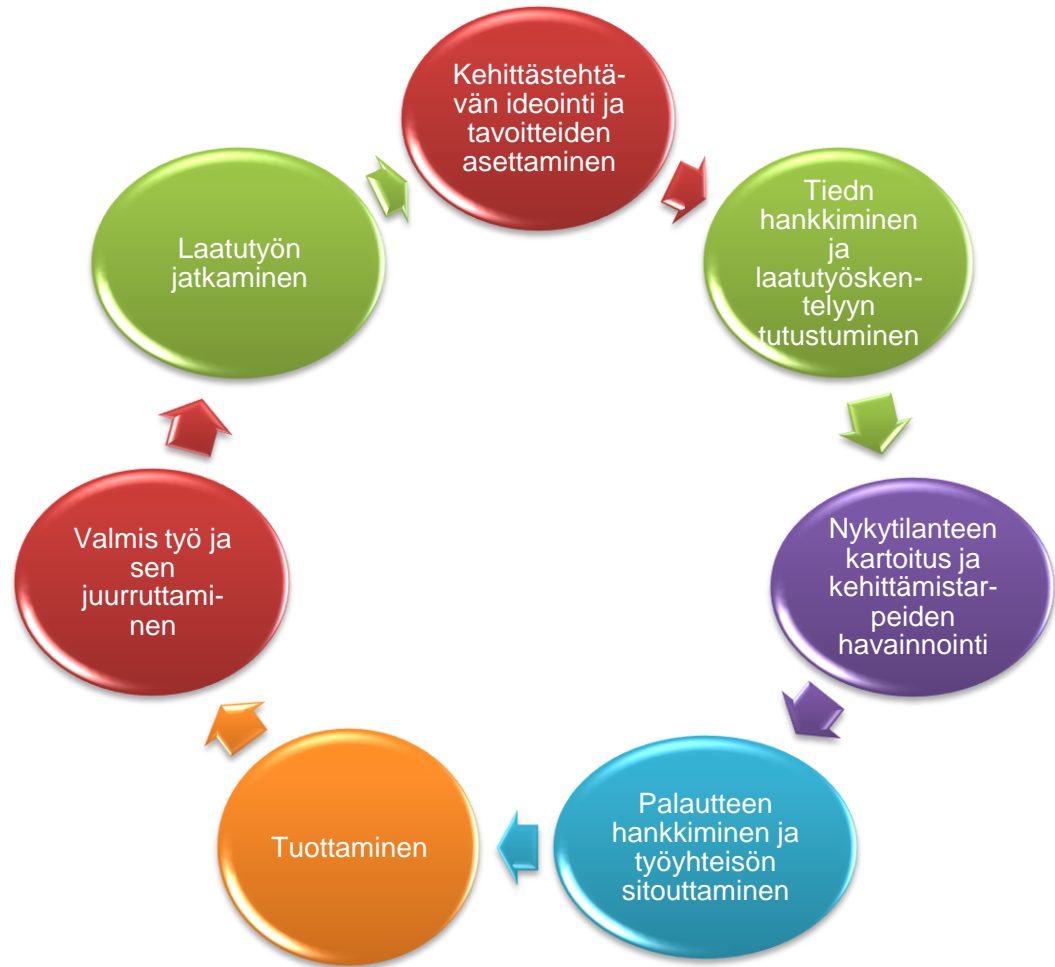 Kehittästehtä-
vän ideointi ja
tavoitteiden
asettaminen
Tiedn
hankkiminen
ja
laatutyösken-
telyyn
tutustuminen
Nykytilanteen
kartoitus ja
kehittämistar-
peiden
havainnointi
Palautteen
hankkiminen ja
työyhteisön
sitouttaminen
Tuottaminen
Valmis työ ja
sen
juurruttami-
nen
Laatutyön
jatkaminen